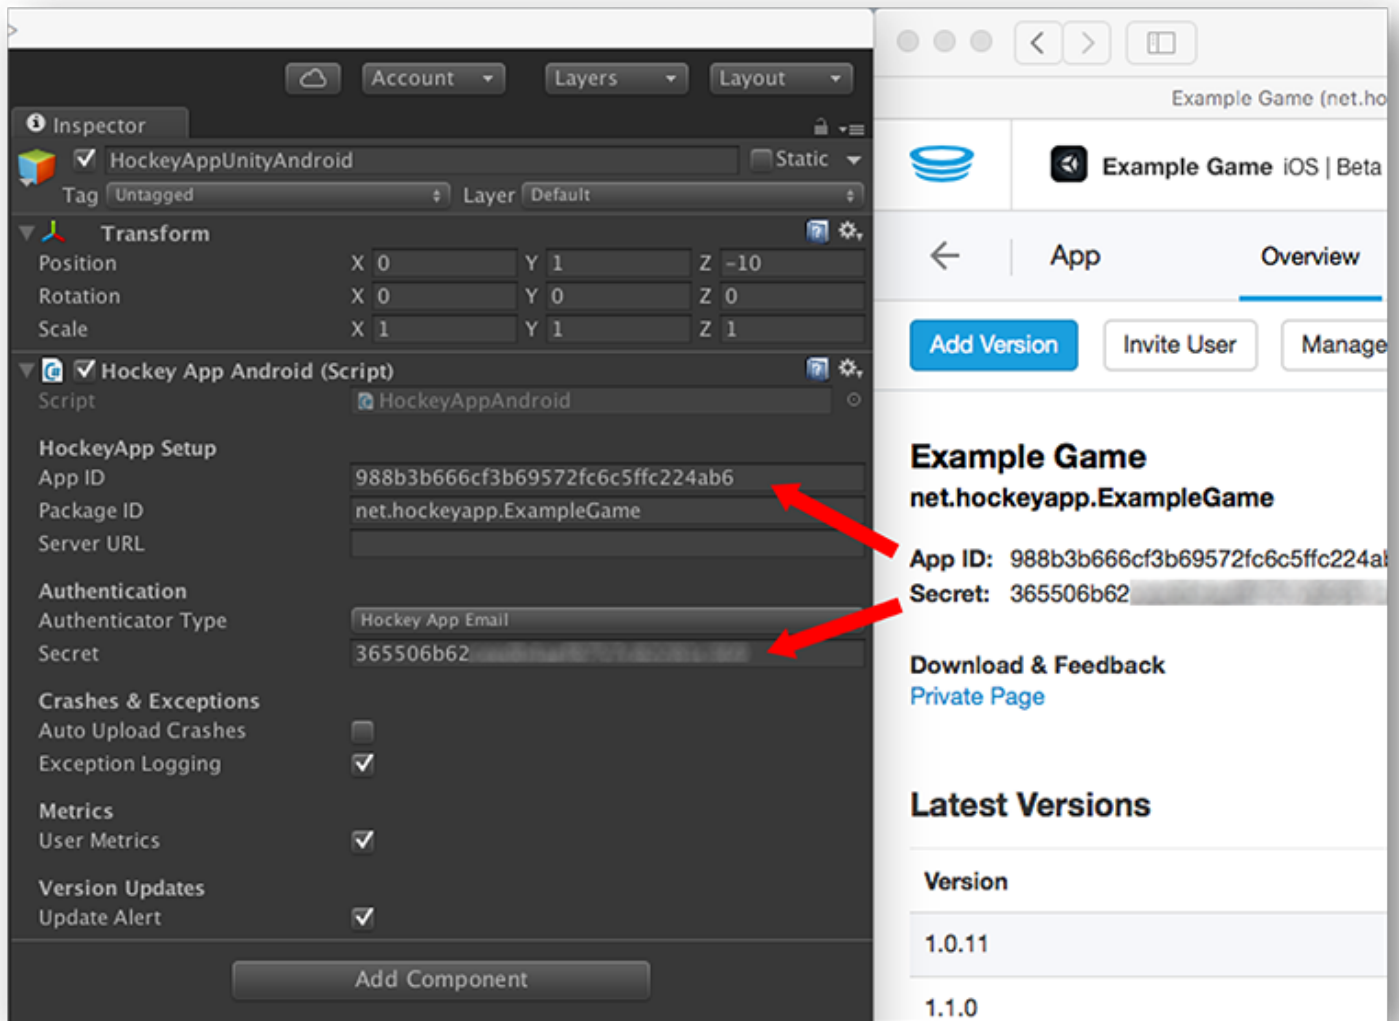 Account
Layers
Layout
Inspector
HockeyAppUnityAndroid
Static
Tag Untagged
Layer Default
Transform
Position X 0 Y 1 Z -10
Rotation X 0 Y 0 Z 0
Scale X 1 Y 1 Z 1
Hockey App Android (Script)
Script HockeyAppAndroid
HockeyApp Setup
App ID 988b3b666cf3b69572fc6c5ffc224ab6
Package ID net.hockeyapp.ExampleGame
Server URL
Authentication
Authenticator Type Hockey App Email
Secret 365506b62
Crashes & Exceptions
Auto Upload Crashes
Exception Logging
Metrics
User Metrics
Version Updates
Update Alert
Add Component
Example Game (net.ho
Example Game iOS | Beta
App
Overview
Add Version
Invite User
Manage
Example Game
net.hockeyapp.ExampleGame
App ID: 988b3b666cf3b69572fc6c5ffc224ab
Secret: 365506b62
Download & Feedback
Private Page
Latest Versions
Version
1.0.11
1.1.0